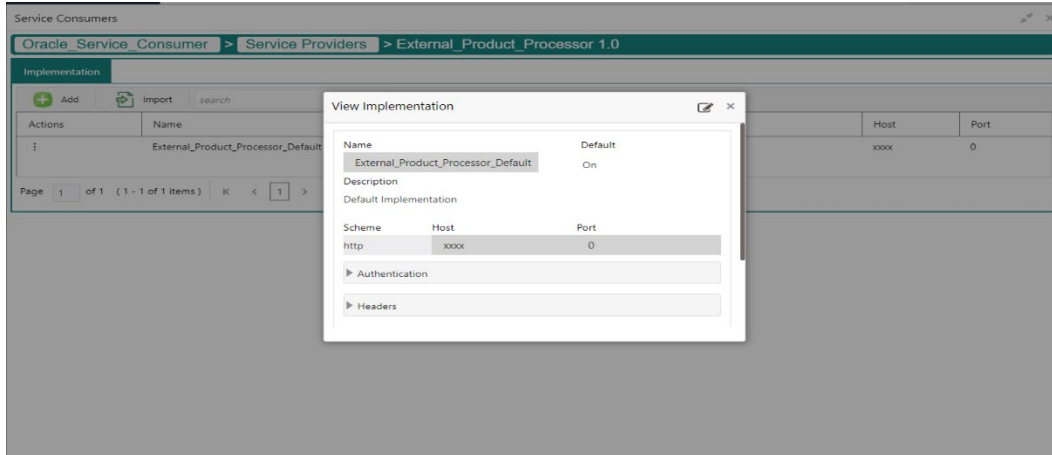 Service Consumers
Oracle_Service_Consumer > Service Providers > External_Product_Processor 1.0
Implementation
Add Import search
Actions Name Host Port
External_Product_Processor_Default xxxx 0
Page 1 of 1 (1 - 1 of 1 items) K < 1 >
View Implementation
Name Default
External_Product_Processor_Default On
Description
Default Implementation
Scheme Host Port
http xxxx 0
Authentication
Headers